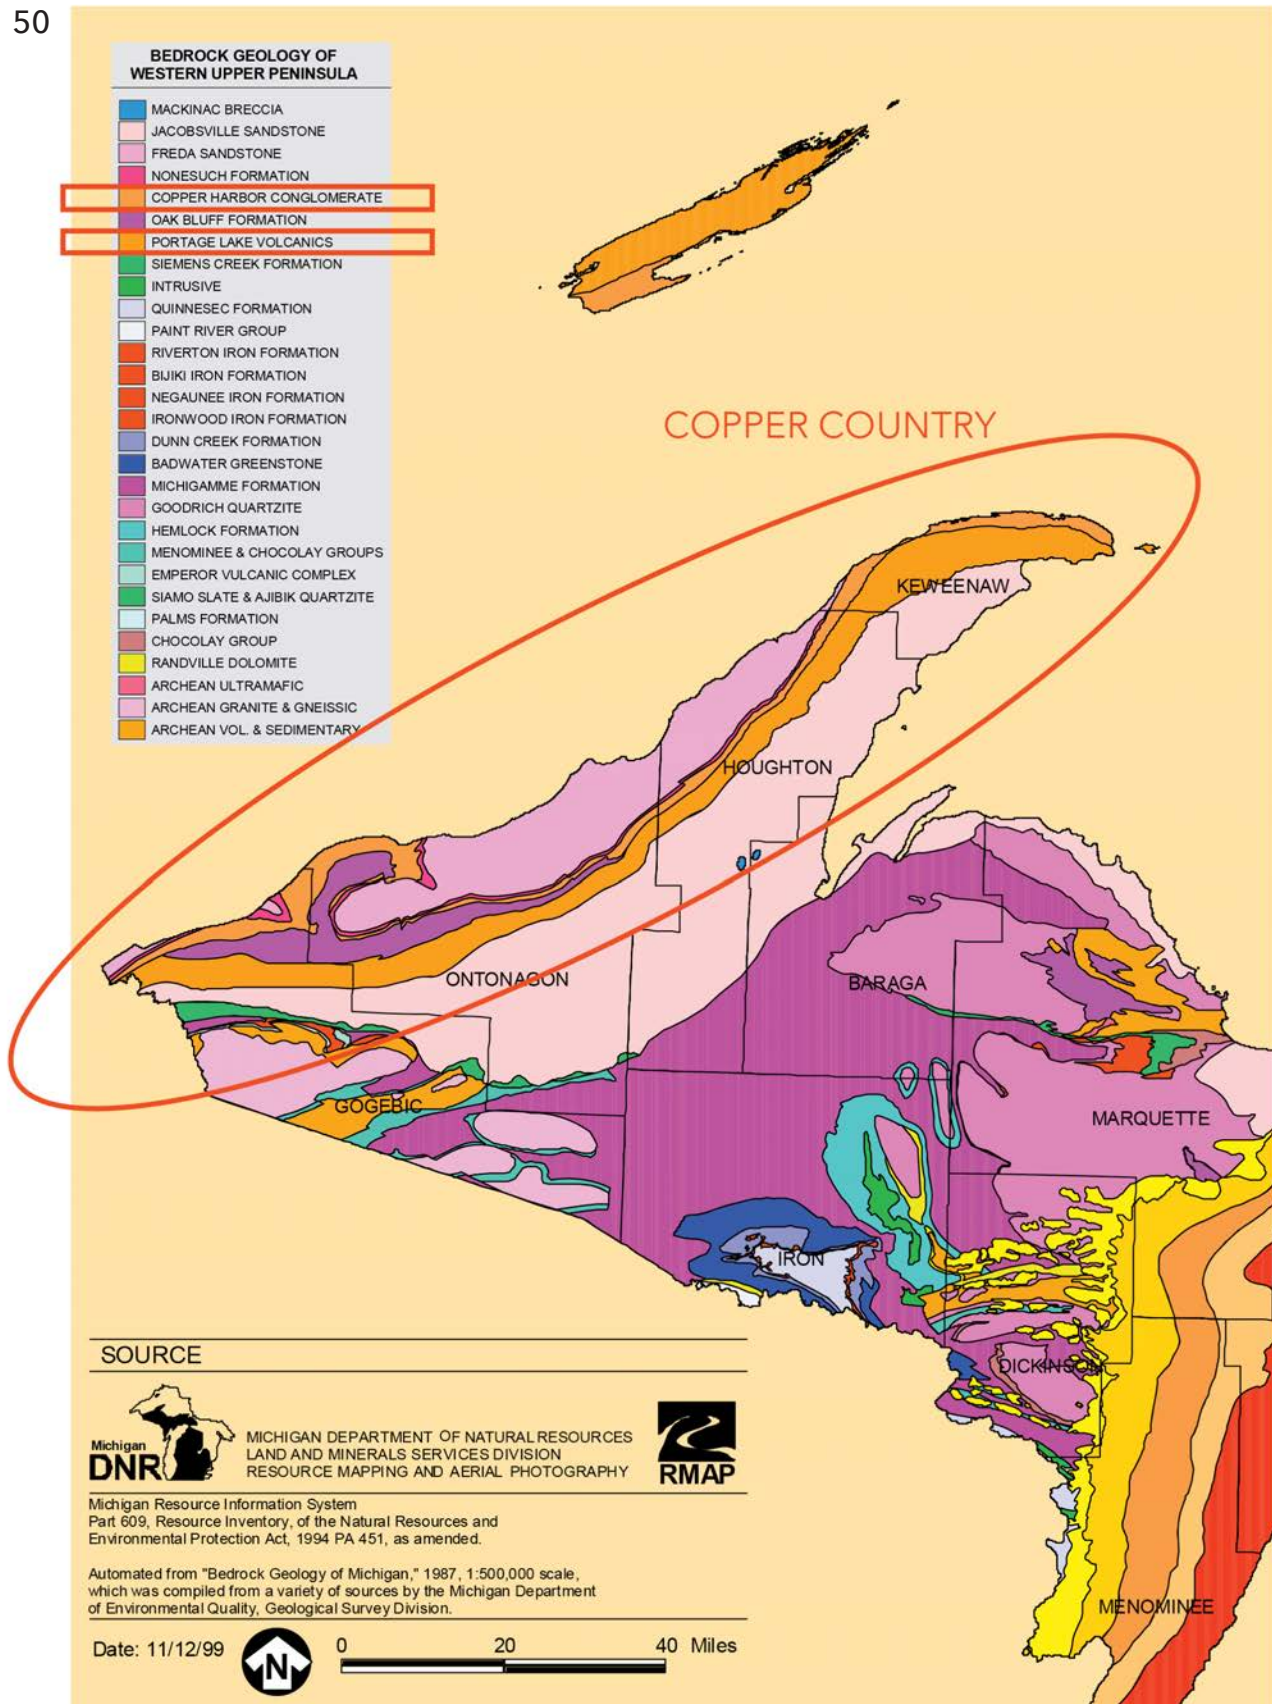 50
BEDROCK GEOLOGY OF
WESTERN UPPER PENINSULA
MACKINAC BRECCIA
JACOBSVILLE SANDSTONE
FREDA SANDSTONE
NONESUCH FORMATION
COPPER HARBOR CONGLOMERATE
OAK BLUFF FORMATION
PORTAGE LAKE VOLCANICS
SIEMENS CREEK FORMATION
INTRUSIVE
QUINNESEC FORMATION
PAINT RIVER GROUP
RIVERTON IRON FORMATION
BIJIKI IRON FORMATION
NEGAUNEE IRON FORMATION
IRONWOOD IRON FORMATION
DUNN CREEK FORMATION
BADWATER GREENSTONE
MICHIGAMME FORMATION
GOODRICH QUARTZITE
HEMLOCK FORMATION
MENOMINEE & CHOCOLAY GROUPS
EMPEROR VULCANIC COMPLEX
SIAMO SLATE & AJIBIK QUARTZITE
PALMS FORMATION
CHOCOLAY GROUP
RANDVILLE DOLOMITE
ARCHEAN ULTRAMAFIC
ARCHEAN GRANITE & GNEISSIC
ARCHEAN VOL. & SEDIMENTARY
COPPER COUNTRY
KEWEENAW
HOUGHTON
ONTONAGON
BARAGA
GOGEBIC
MARQUETTE
IRON
DICKINSON
MENOMINEE
SOURCE
Michigan
DNR
MICHIGAN DEPARTMENT OF NATURAL RESOURCES
LAND AND MINERALS SERVICES DIVISION
RESOURCE MAPPING AND AERIAL PHOTOGRAPHY
RMAP
Michigan Resource Information System
Part 609, Resource Inventory, of the Natural Resources and
Environmental Protection Act, 1994 PA 451, as amended.
Automated from "Bedrock Geology of Michigan," 1987, 1:500,000 scale,
which was compiled from a variety of sources by the Michigan Department
of Environmental Quality, Geological Survey Division.
Date: 11/12/99
N
0 20 40 Miles